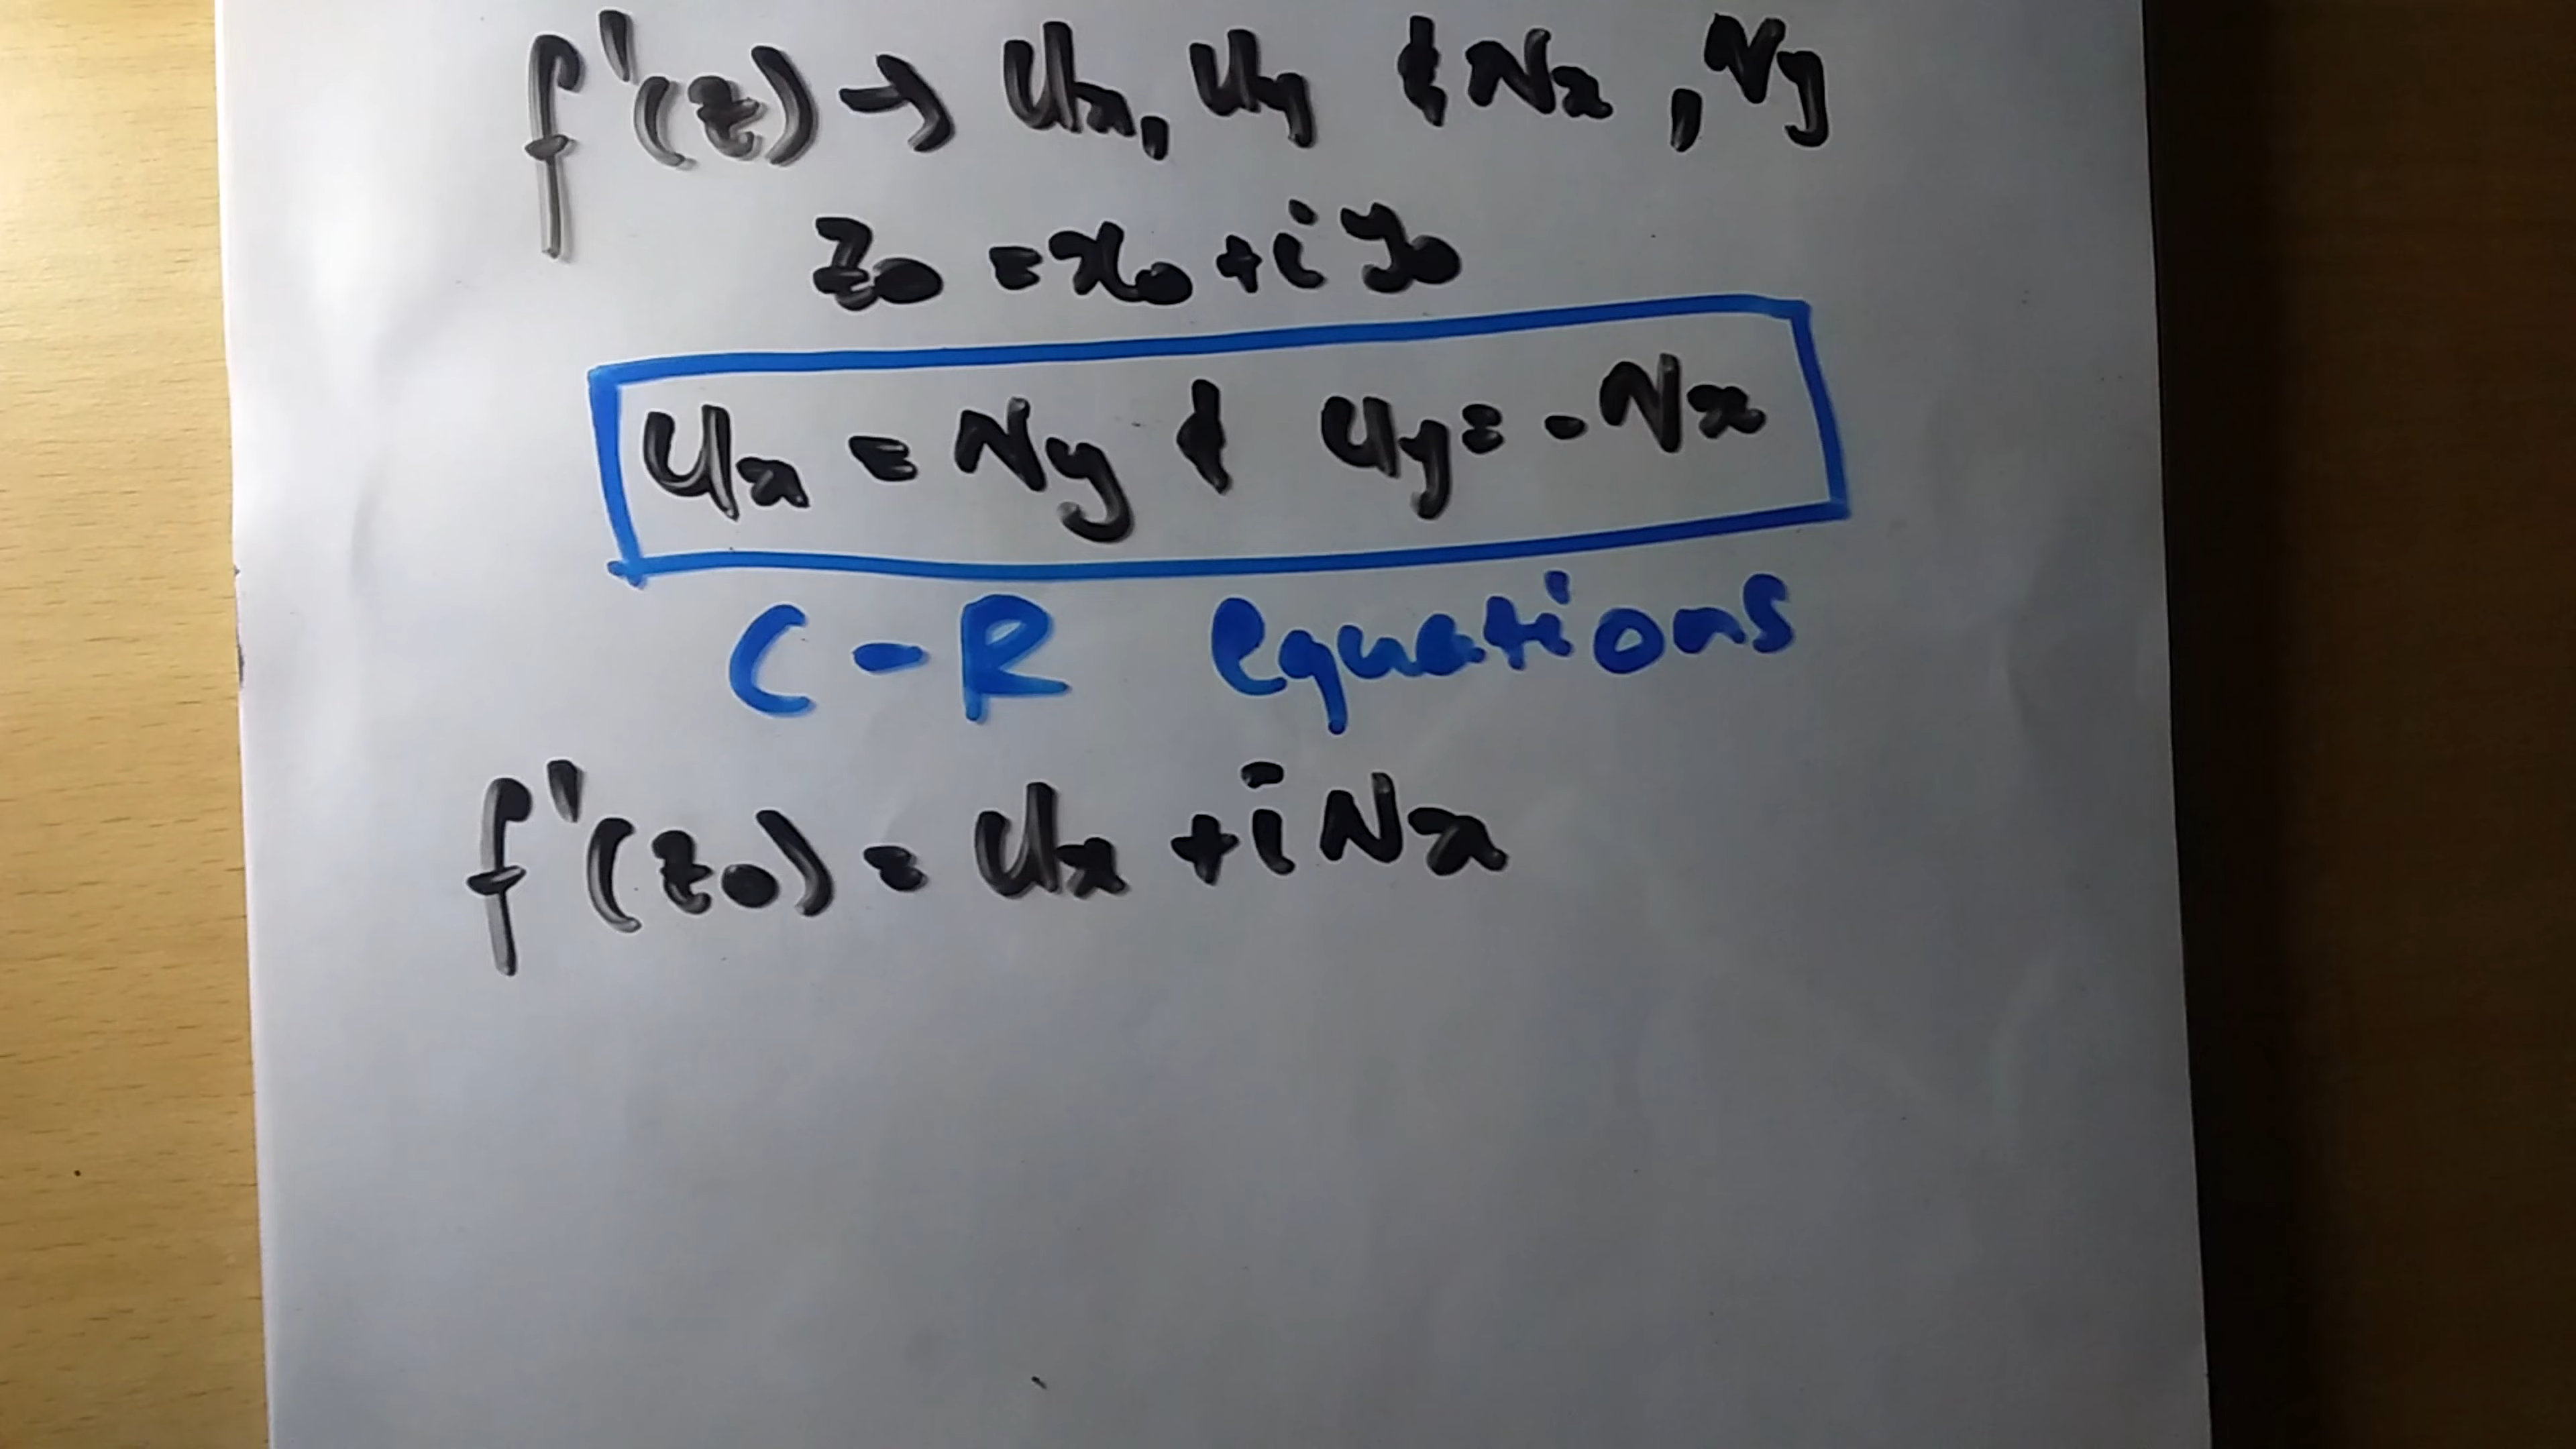 f'(z) → ux, uy & vx, vy
z0 = x0 + i y0
ux = vy & uy = -vx
C-R equations
f'(z0) = ux + i vx